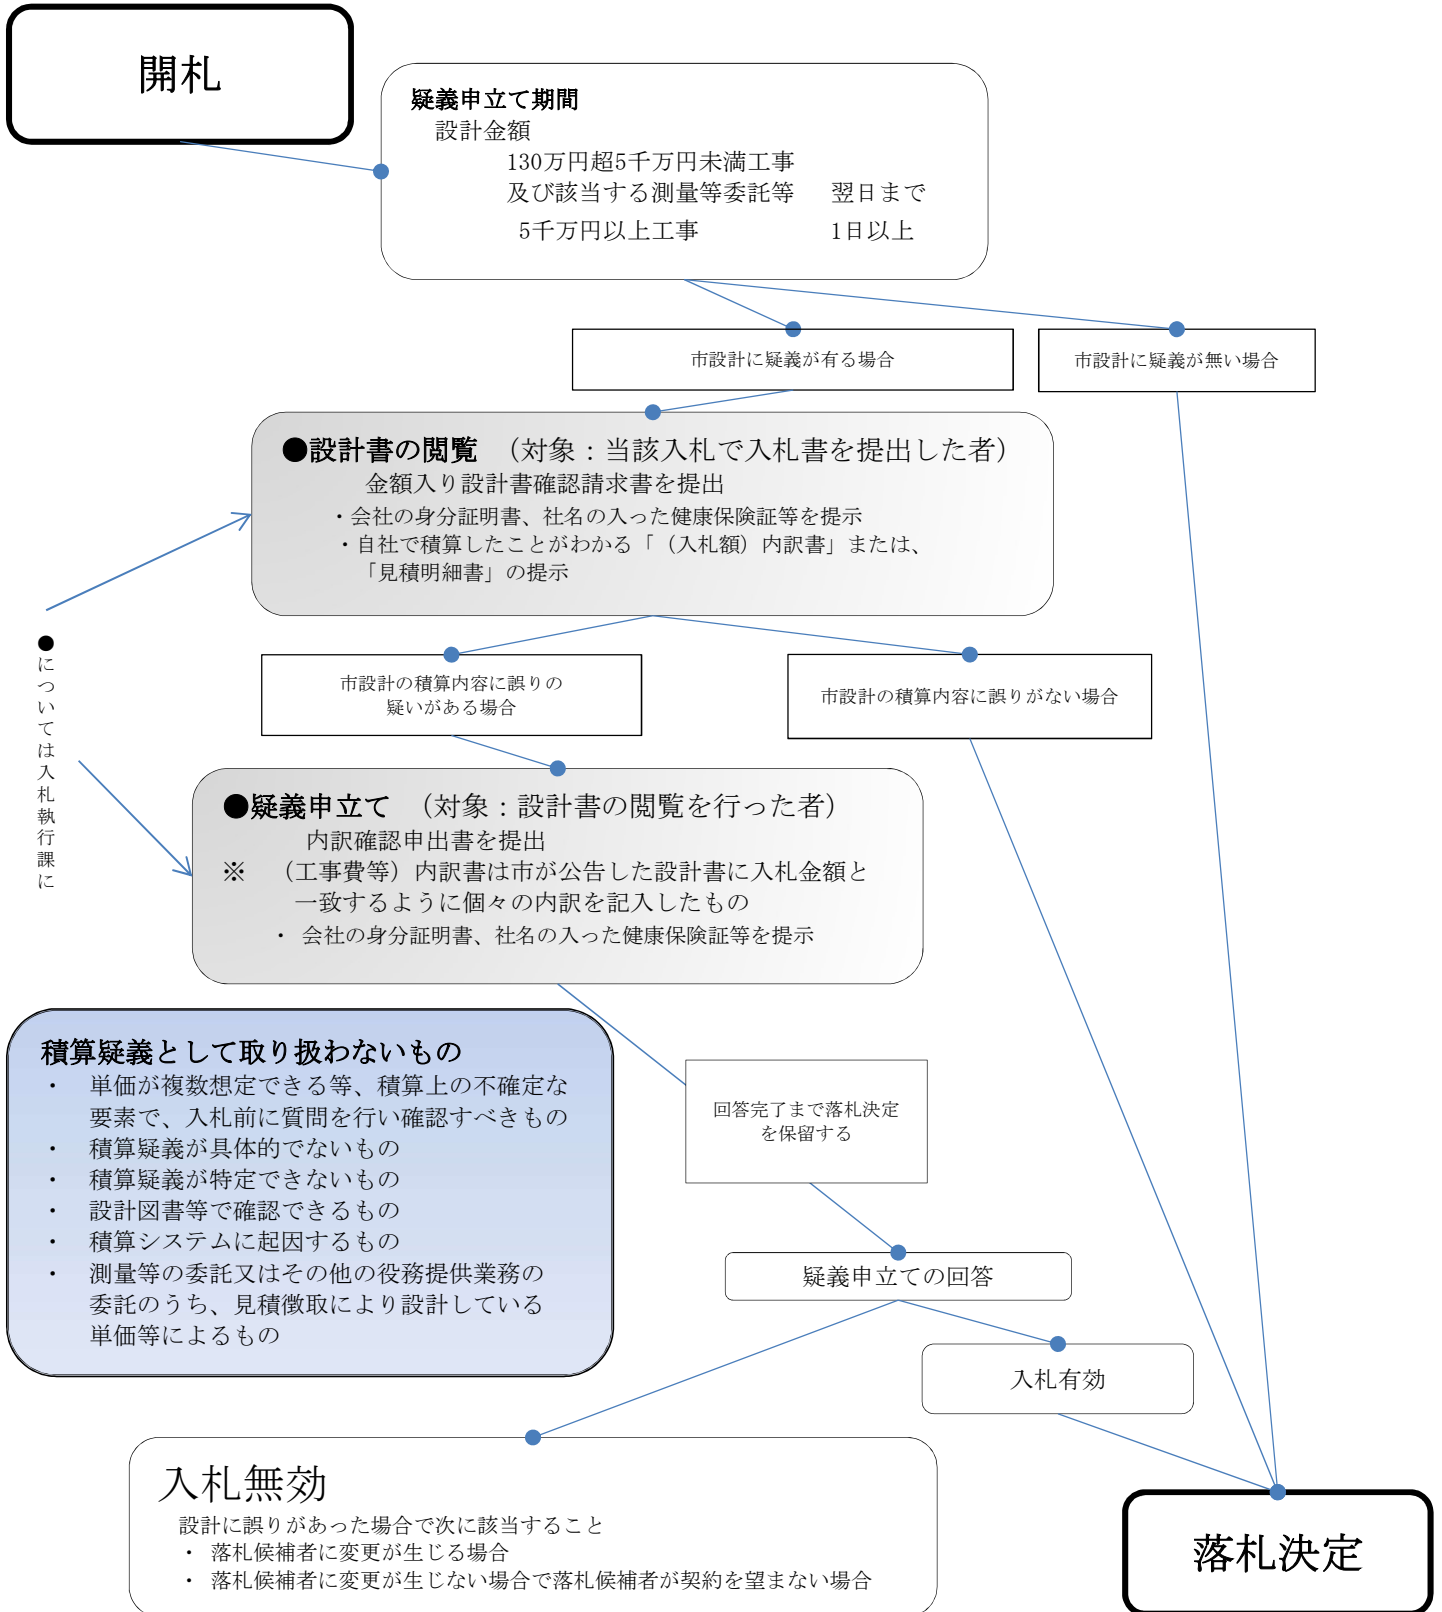 開札
疑義申立て期間
設計金額
130万円超5千万円未満工事
及び該当する測量等委託等 翌日まで
5千万円以上工事 1日以上
市設計に疑義が有る場合
市設計に疑義が無い場合
●設計書の閲覧 (対象：当該入札で入札書を提出した者)
金額入り設計書確認請求書を提出
・会社の身分証明書、社名の入った健康保険証等を提示
・自社で積算したことがわかる「(入札額)内訳書」または、
「見積明細書」の提示
●については入札執行課に
市設計の積算内容に誤りの
疑いがある場合
市設計の積算内容に誤りがない場合
●疑義申立て (対象：設計書の閲覧を行った者)
内訳確認申出書を提出
※ (工事費等)内訳書は市が公告した設計書に入札金額と
一致するように個々の内訳を記入したもの
・ 会社の身分証明書、社名の入った健康保険証等を提示
積算疑義として取り扱わないもの
・ 単価が複数想定できる等、積算上の不確定な
要素で、入札前に質問を行い確認すべきもの
・ 積算疑義が具体的でないもの
・ 積算疑義が特定できないもの
・ 設計図書等で確認できるもの
・ 積算システムに起因するもの
・ 測量等の委託又はその他の役務提供業務の
委託のうち、見積徴取により設計している
単価等によるもの
回答完了まで落札決定
を保留する
疑義申立ての回答
入札有効
入札無効
設計に誤りがあった場合で次に該当すること
・ 落札候補者に変更が生じる場合
・ 落札候補者に変更が生じない場合で落札候補者が契約を望まない場合
落札決定